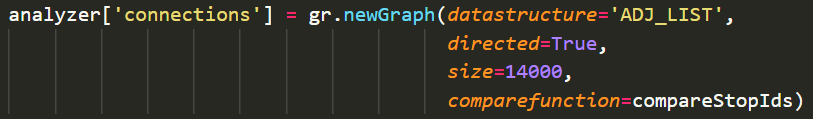 analyzer['connections'] = gr.newGraph(datastructure='ADJ_LIST',
directed=True,
size=14000,
comparefunction=compareStopIds)